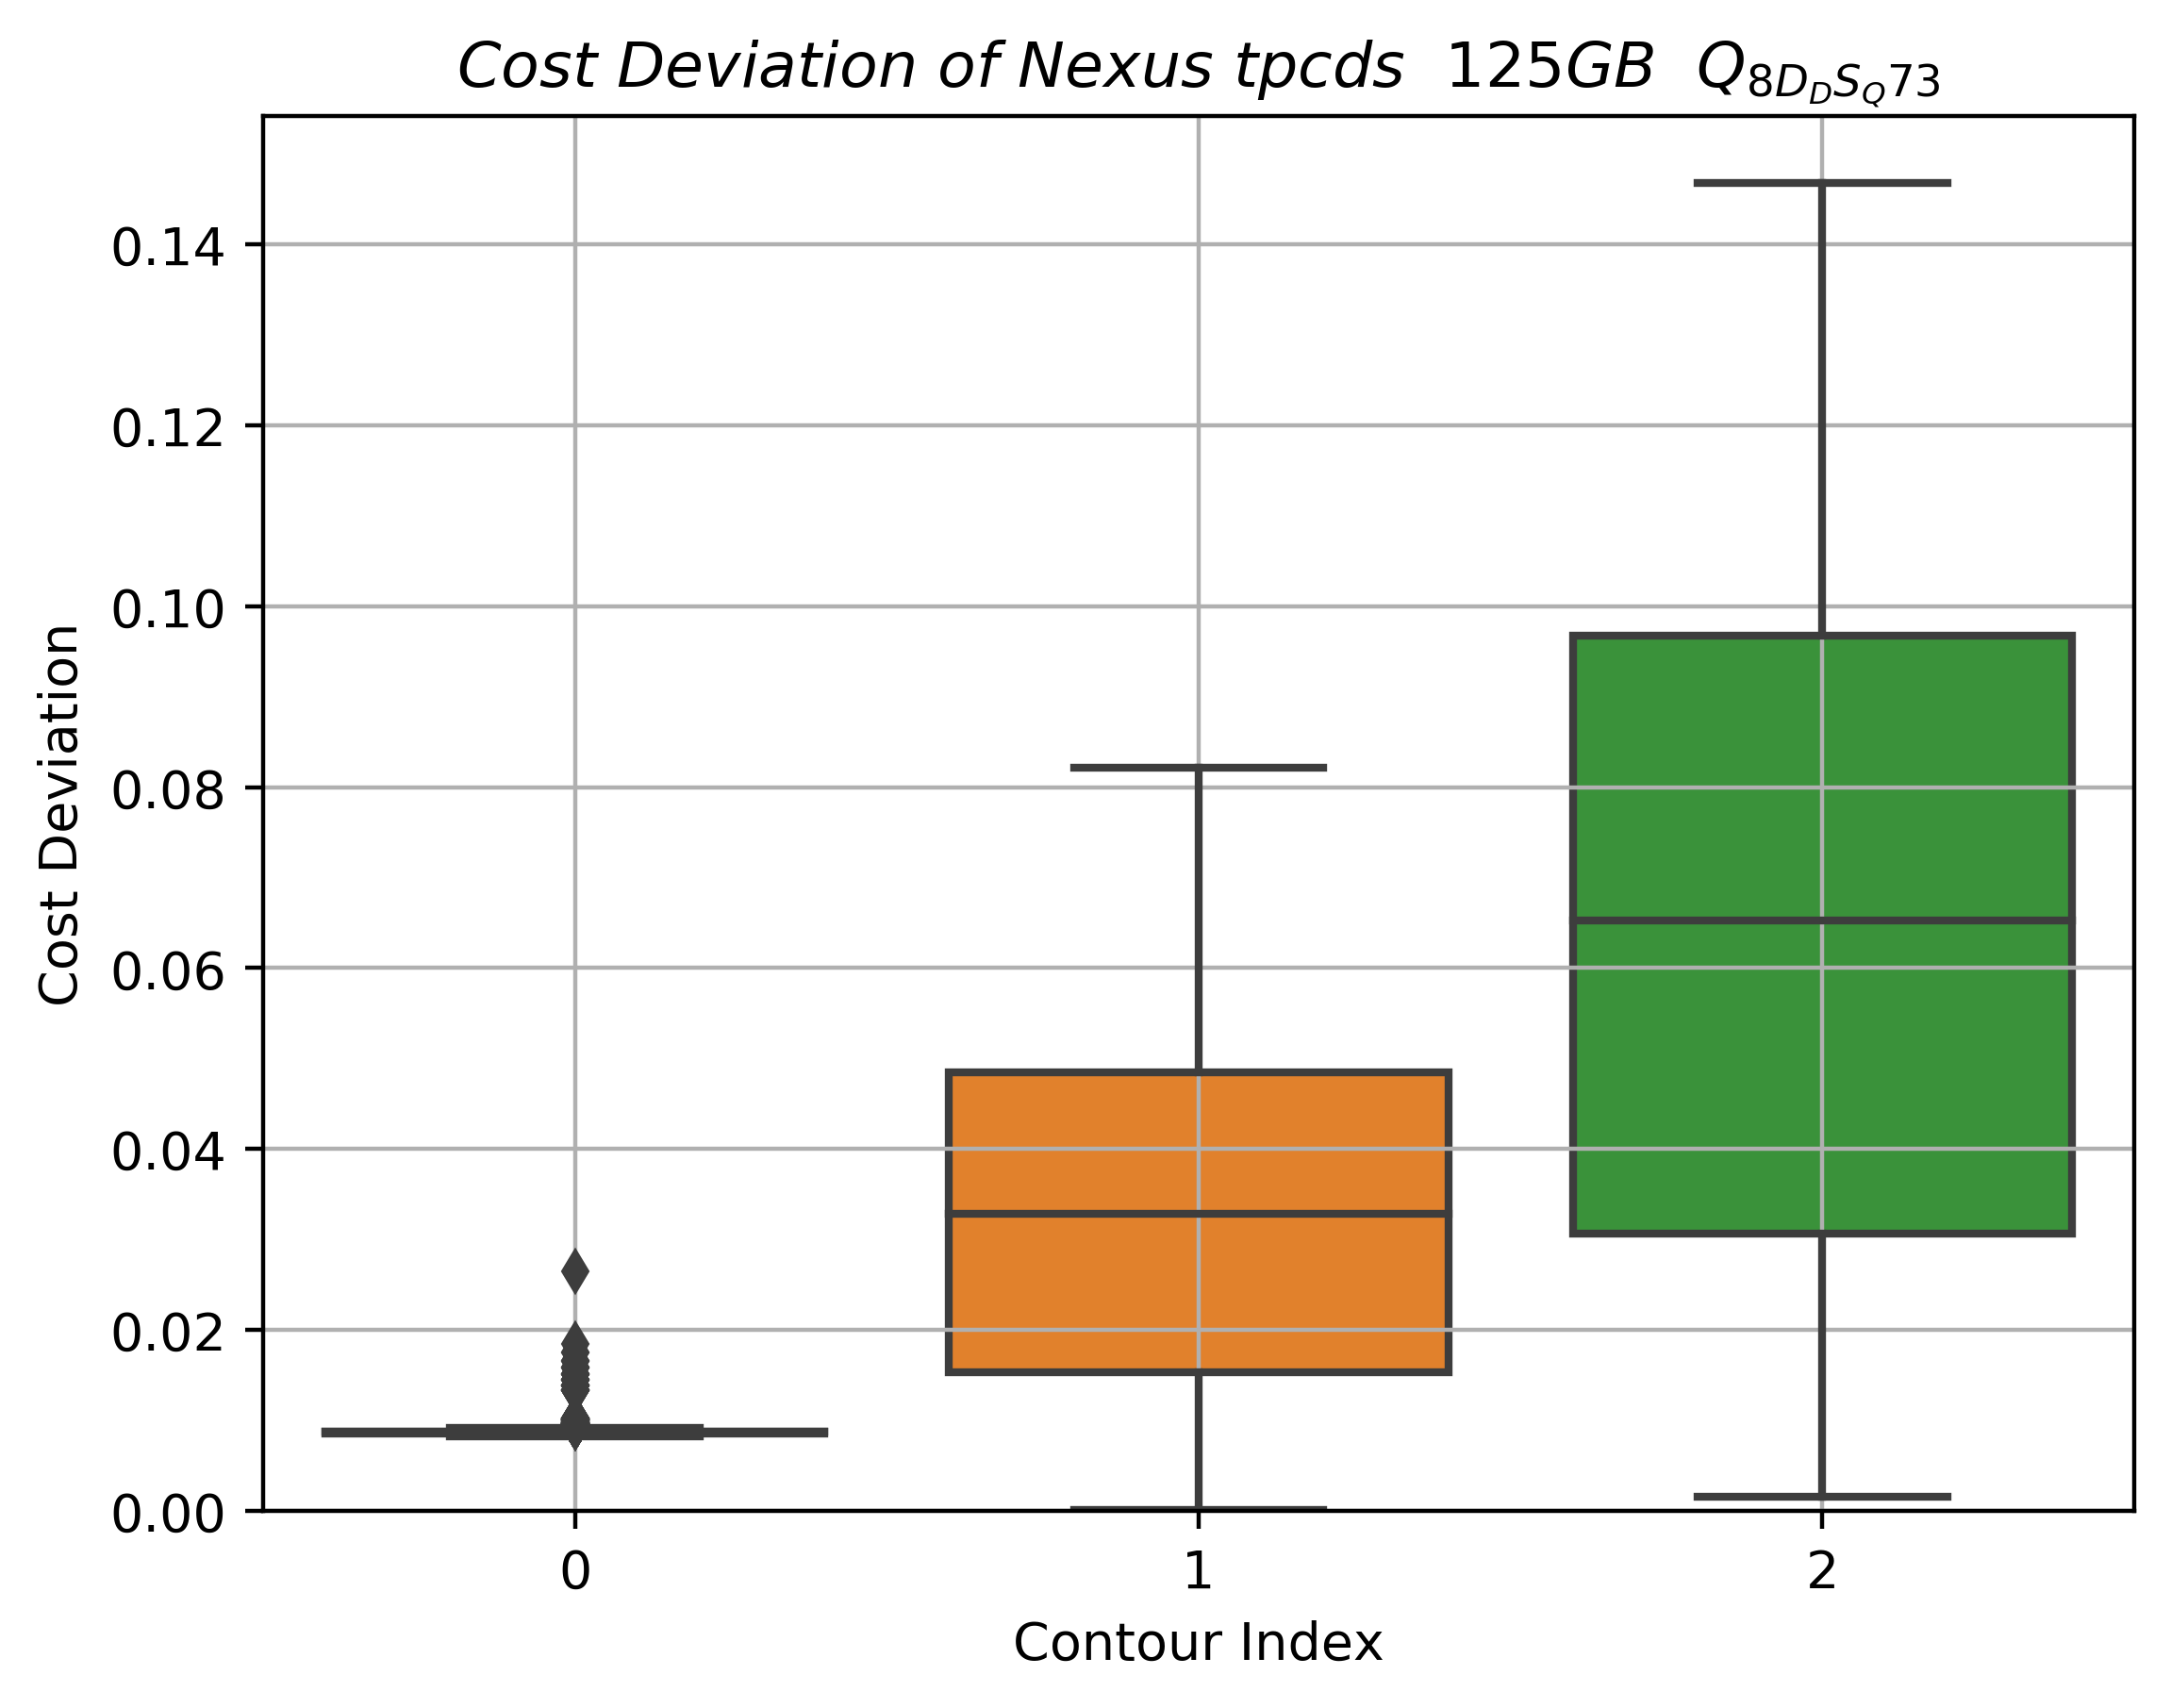 Cost Deviation of Nexus tpcds 125GB Q8DDSQ73
0.14
0.12
0.10
0.08
0.06
0.04
0.02
0.00
Cost Deviation
0 1 2
Contour Index